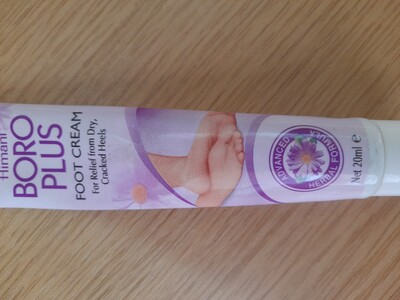 Himani
BORO
PLUS
FOOT CREAM
For Relief from Dry,
Cracked Heels
ADVANCED
HERBAL FORMULA
Net 20ml e